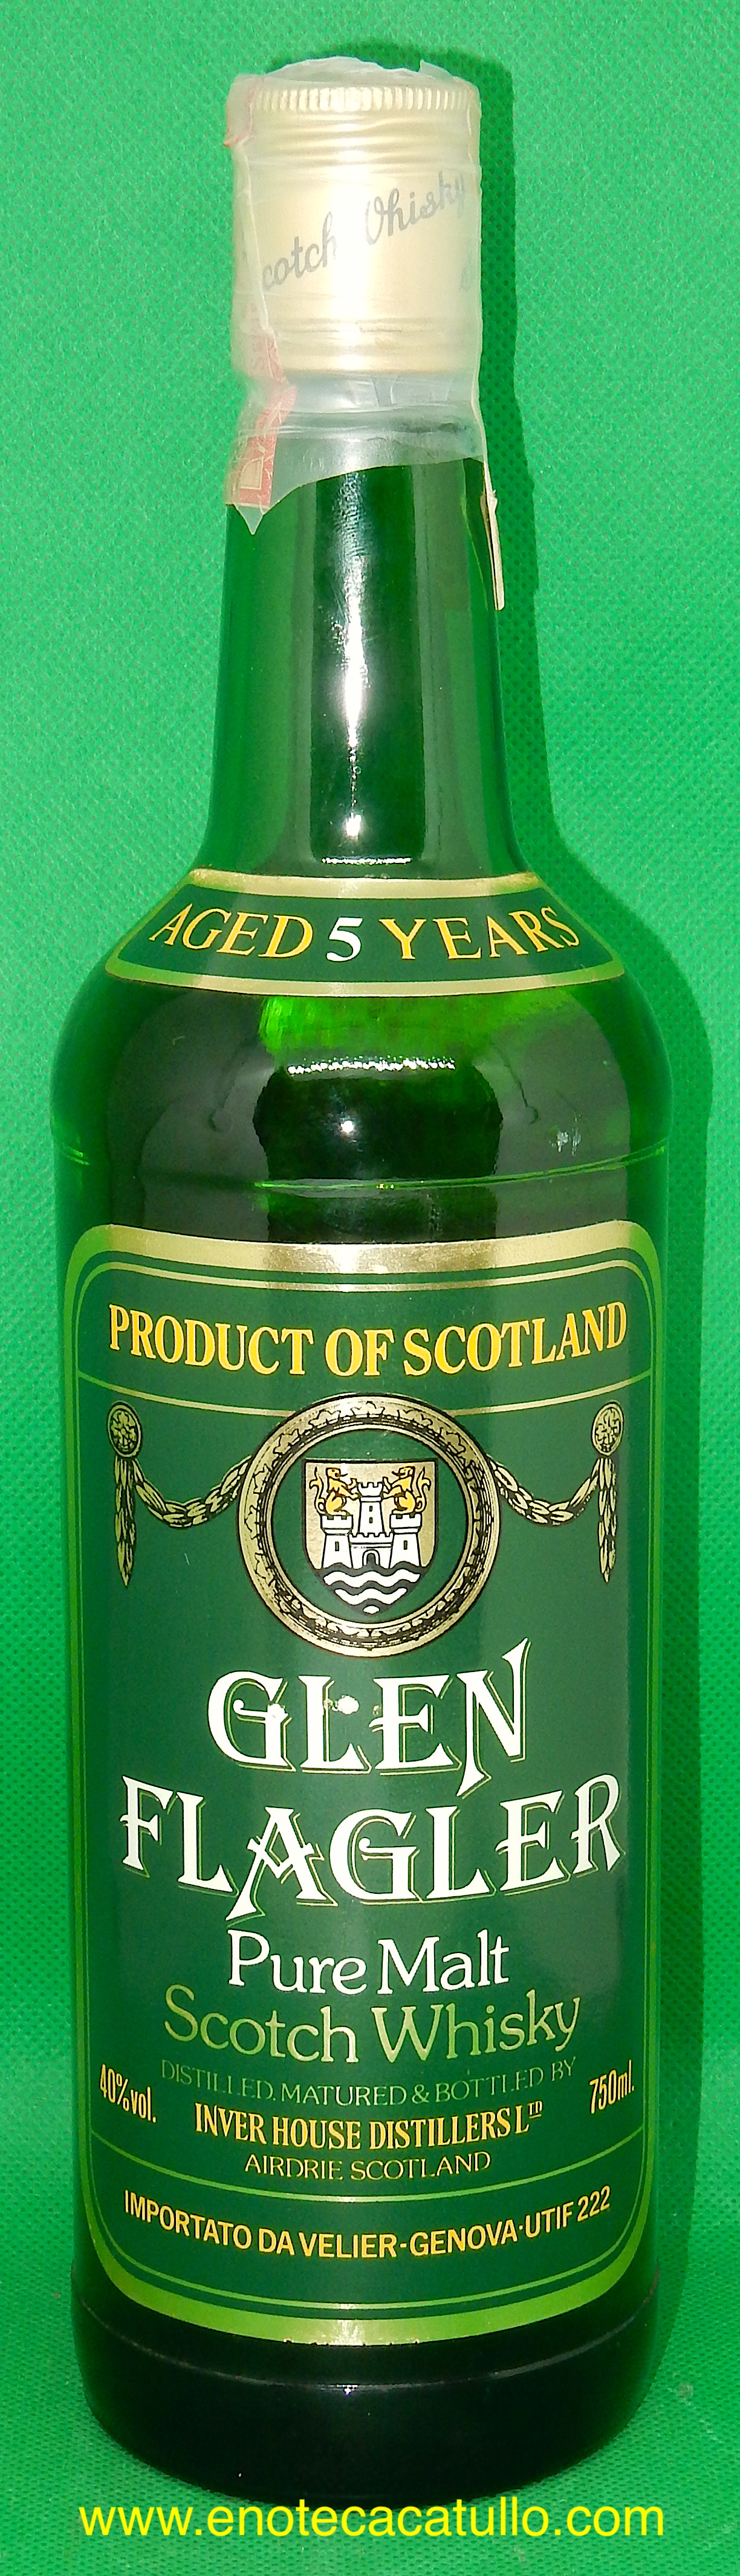 cotch Whisky
AGED 5 YEARS
PRODUCT OF SCOTLAND
GLEN
FLAGLER
Pure Malt
Scotch Whisky
DISTILLED, MATURED & BOTTLED BY
40%vol. INVER HOUSE DISTILLERS LTD 750ml.
AIRDRIE SCOTLAND
IMPORTATO DA VELIER-GENOVA·UTIF 222
www.enotecacatullo.com